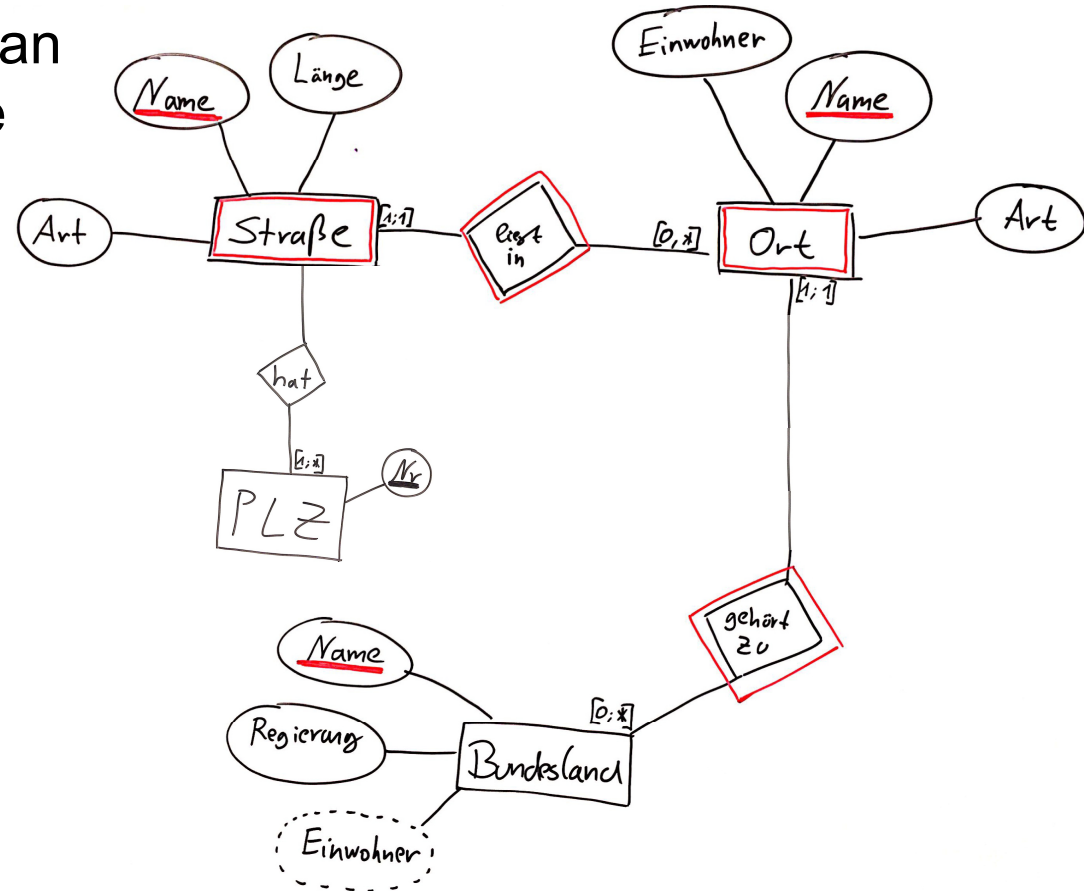 an
e
Name
Länge
Einwohner
Name
Art
Straße
[1;1]
liegt
in
[0,*]
Ort
Art
[1;1]
hat
[1;*]
PLZ
Nr
gehört
zu
Name
[0;*]
Regierung
Bundesland
Einwohner